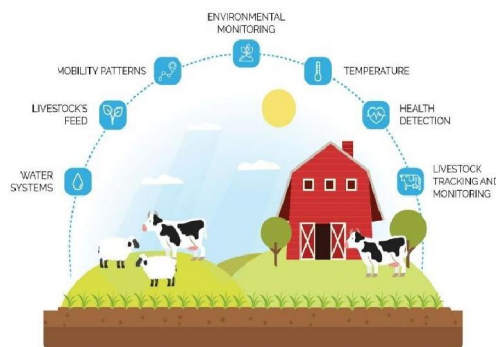 ENVIRONMENTAL
MONITORING
MOBILITY PATTERNS
TEMPERATURE
LIVESTOCK'S
FEED
HEALTH
DETECTION
WATER
SYSTEMS
LIVESTOCK
TRACKING AND
MONITORING